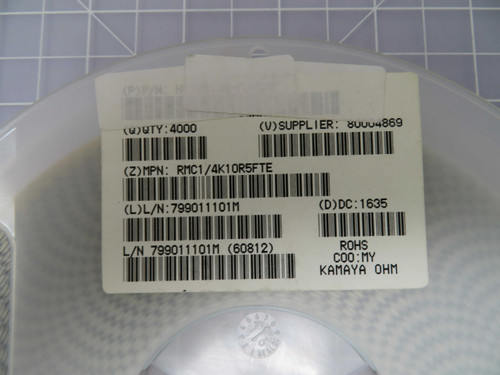 (P)P/N:
(Q)QTY:4000 (V)SUPPLIER: 80004869
(Z)MPN: RMC1/4K10R5FTE
(L)L/N:799011101M (D)DC:1635
L/N 799011101M (60812) ROHS
COO:MY
KAMAYA OHM